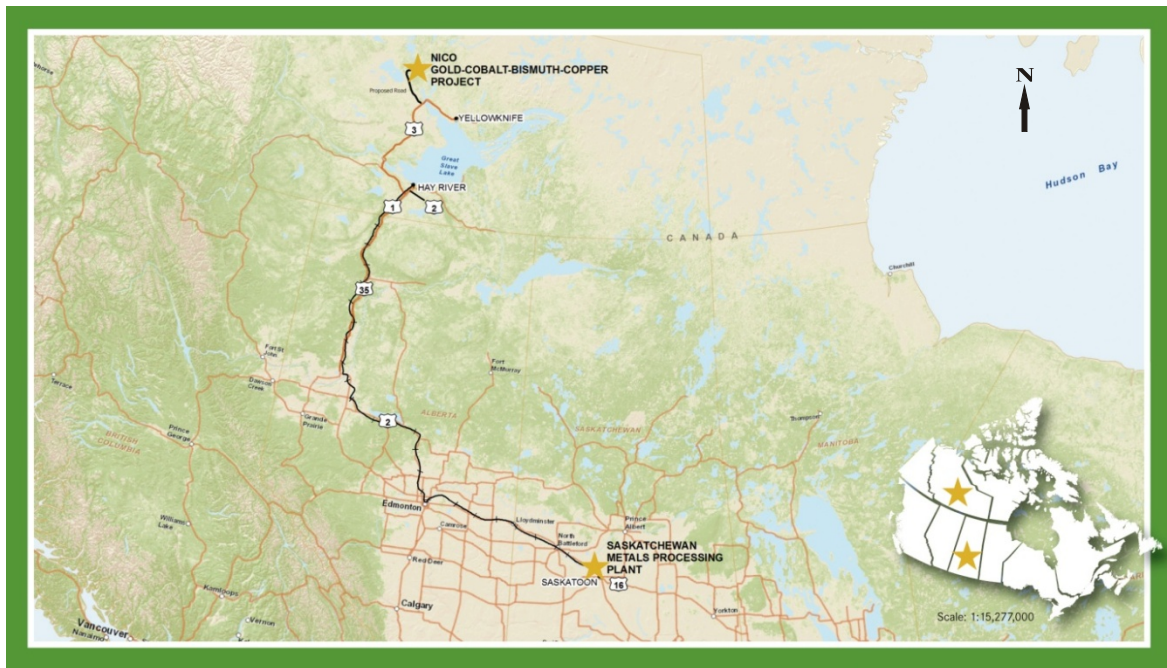 NICO
GOLD-COBALT-BISMUTH-COPPER
PROJECT
Proposed Road
YELLOWKNIFE
3
Great
Slave
Lake
HAY RIVER
1
2
N
Hudson Bay
CANADA
Churchill
35
Fort St
John
Dawson
Creek
Fort
McMurray
Terrace
Grande
Prairie
2
ALBERTA
SASKATCHEWAN
Thompson
MANITOBA
Prince
George
BRITISH
COLUMBIA
Edmonton
Williams
Lake
Camrose
Lloydminster
North
Battleford
Prince
Albert
Red Deer
SASKATCHEWAN
METALS PROCESSING
PLANT
SASKATOON
16
Kamloops
Calgary
Yorkton
Vernon
Vancouver
Nanaimo
Scale: 1:15,277,000